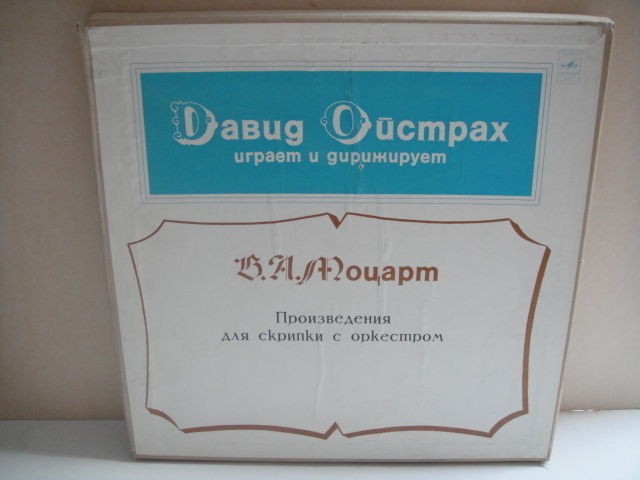 Давид Ойстрах
играет и дирижирует
В.А.Моцарт
Произведения
для скрипки с оркестром